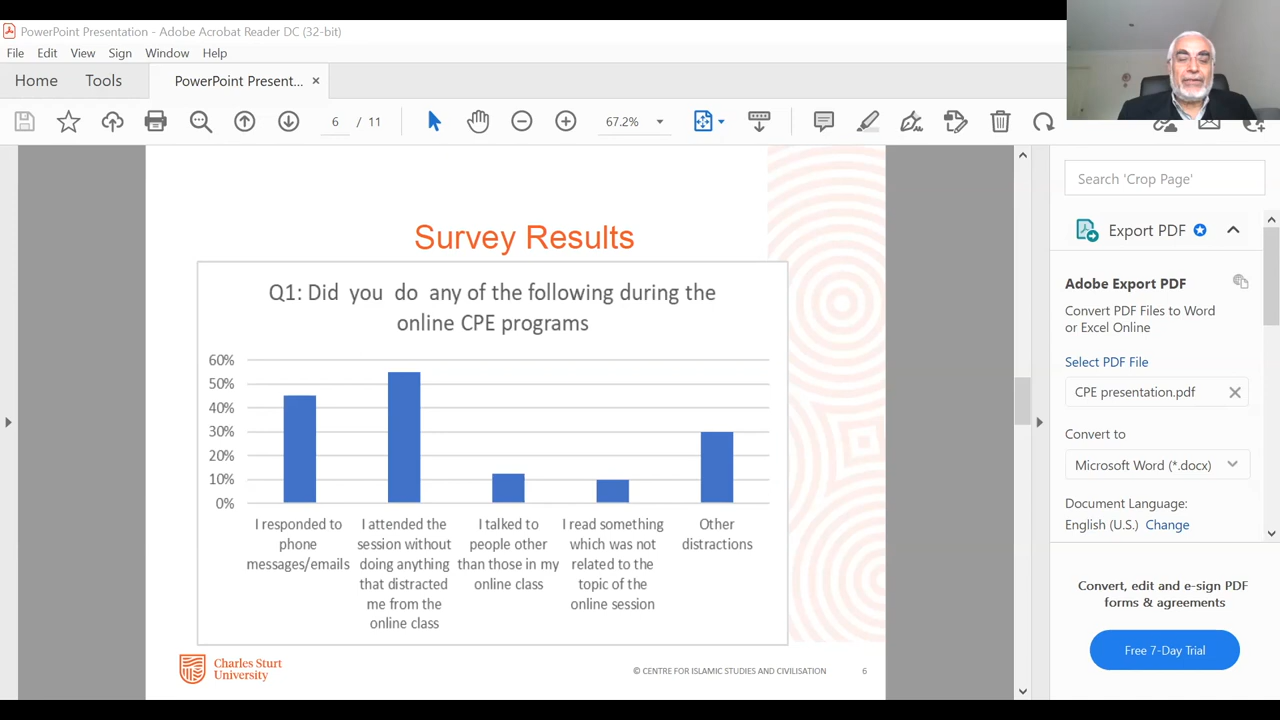 PowerPoint Presentation - Adobe Acrobat Reader DC (32-bit)
File Edit View Sign Window Help
Home Tools PowerPoint Present... ×
6 / 11 67.2%
Search 'Crop Page'
Export PDF
Adobe Export PDF
Convert PDF Files to Word
or Excel Online
Select PDF File
CPE presentation.pdf
Convert to
Microsoft Word (*.docx)
Document Language:
English (U.S.) Change
Convert, edit and e-sign PDF
forms & agreements
Free 7-Day Trial
Survey Results
Q1: Did you do any of the following during the
online CPE programs
60%
50%
40%
30%
20%
10%
0%
I responded to
phone
messages/emails
I attended the
session without
doing anything
that distracted
me from the
online class
I talked to
people other
than those in my
online class
I read something
which was not
related to the
topic of the
online session
Other
distractions
Charles Sturt
University
© CENTRE FOR ISLAMIC STUDIES AND CIVILISATION 6